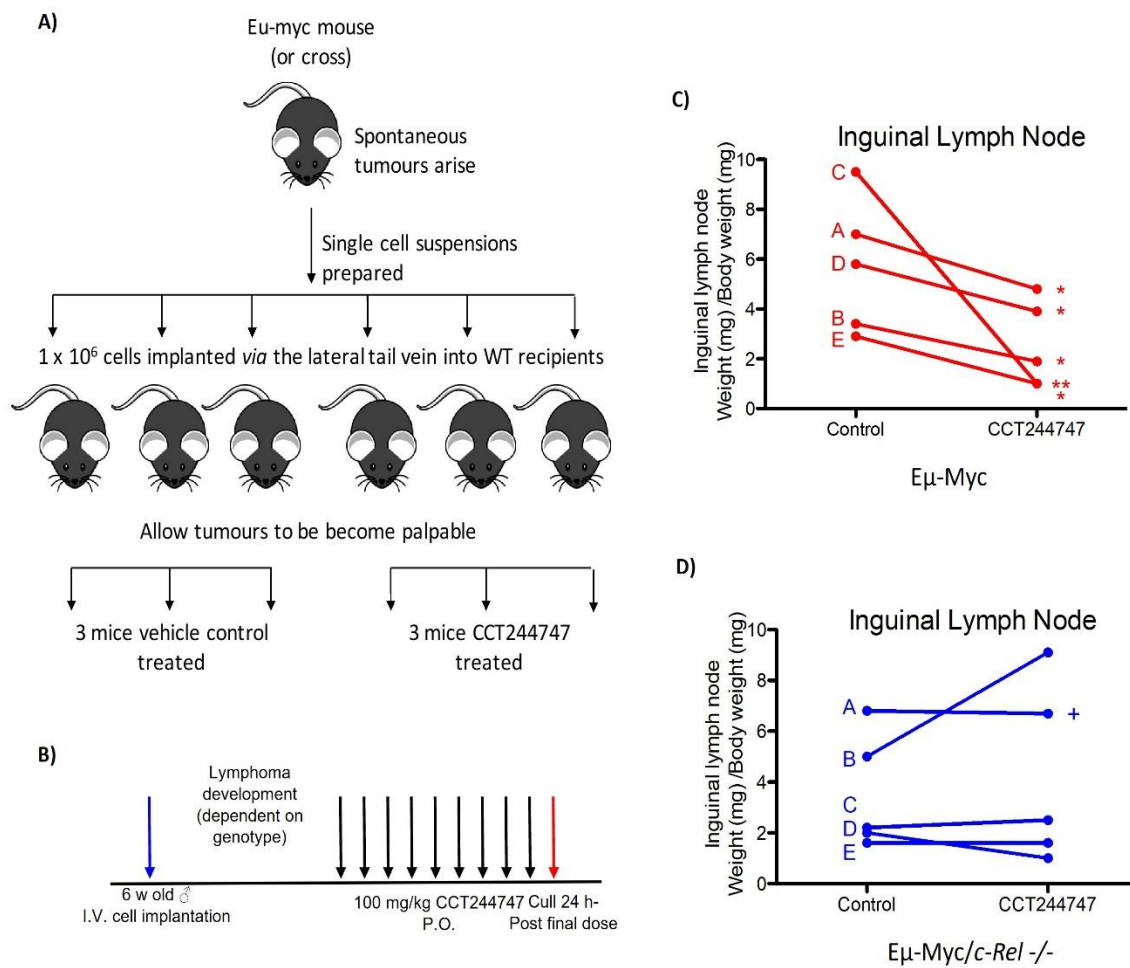 A)
Eu-myc mouse
(or cross)
Spontaneous
tumours arise
Single cell suspensions
prepared
1 x 10⁶ cells implanted via the lateral tail vein into WT recipients
Allow tumours to be become palpable
3 mice vehicle control
treated
3 mice CCT244747
treated
B)
Lymphoma
development
(dependent on
genotype)
6 w old ♂
I.V. cell implantation
100 mg/kg CCT244747
P.O.
Cull 24 h-
Post final dose
C)
Inguinal Lymph Node
Inguinal lymph node
Weight (mg) /Body weight (mg)
10
8
6
4
2
0
C
A
D
B
E
*
*
*
**
*
Control
CCT244747
Eμ-Myc
D)
Inguinal Lymph Node
Inguinal lymph node
Weight (mg) /Body weight (mg)
10
8
6
4
2
0
A
B
C
D
E
+
Control
CCT244747
Eμ-Myc/c-Rel -/-